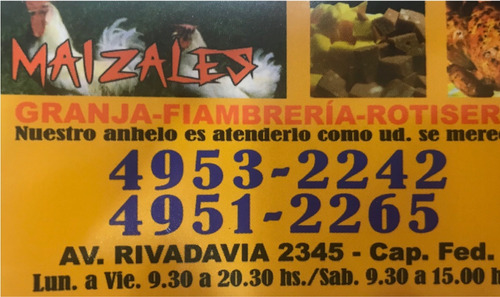 MAIZALES
GRANJA-FIAMBRERÍA-ROTISER
Nuestro anhelo es atenderlo como ud. se mere
4953-2242
4951-2265
AV. RIVADAVIA 2345 - Cap. Fed.
Lun. a Vie. 9.30 a 20.30 hs./Sab. 9.30 a 15.00 h